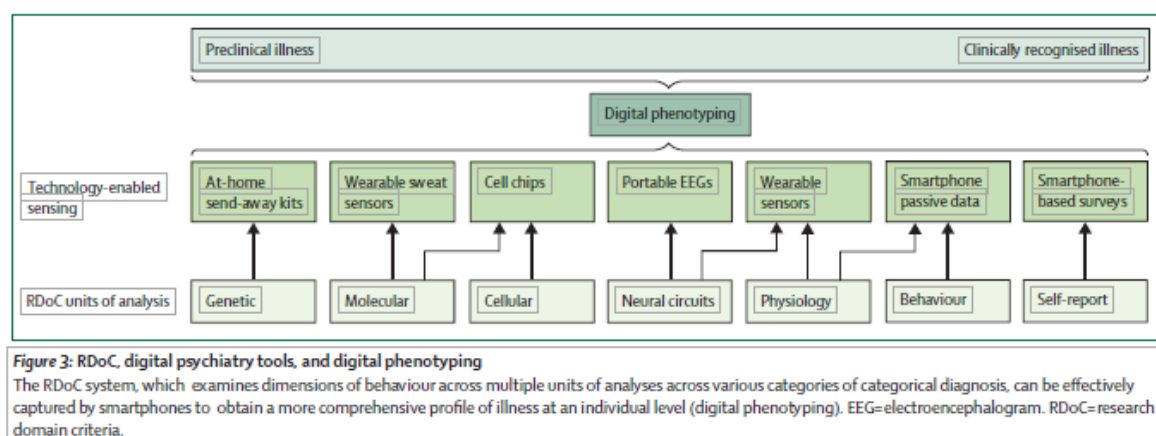 Preclinical illness
Clinically recognised illness
Digital phenotyping
Technology-enabled
sensing
At-home
send-away kits
Wearable sweat
sensors
Cell chips
Portable EEGs
Wearable
sensors
Smartphone
passive data
Smartphone-
based surveys
RDoC units of analysis
Genetic
Molecular
Cellular
Neural circuits
Physiology
Behaviour
Self-report
Figure 3: RDoC, digital psychiatry tools, and digital phenotyping
The RDoC system, which examines dimensions of behaviour across multiple units of analyses across various categories of categorical diagnosis, can be effectively
captured by smartphones to obtain a more comprehensive profile of illness at an individual level (digital phenotyping). EEG=electroencephalogram. RDoC=research
domain criteria.